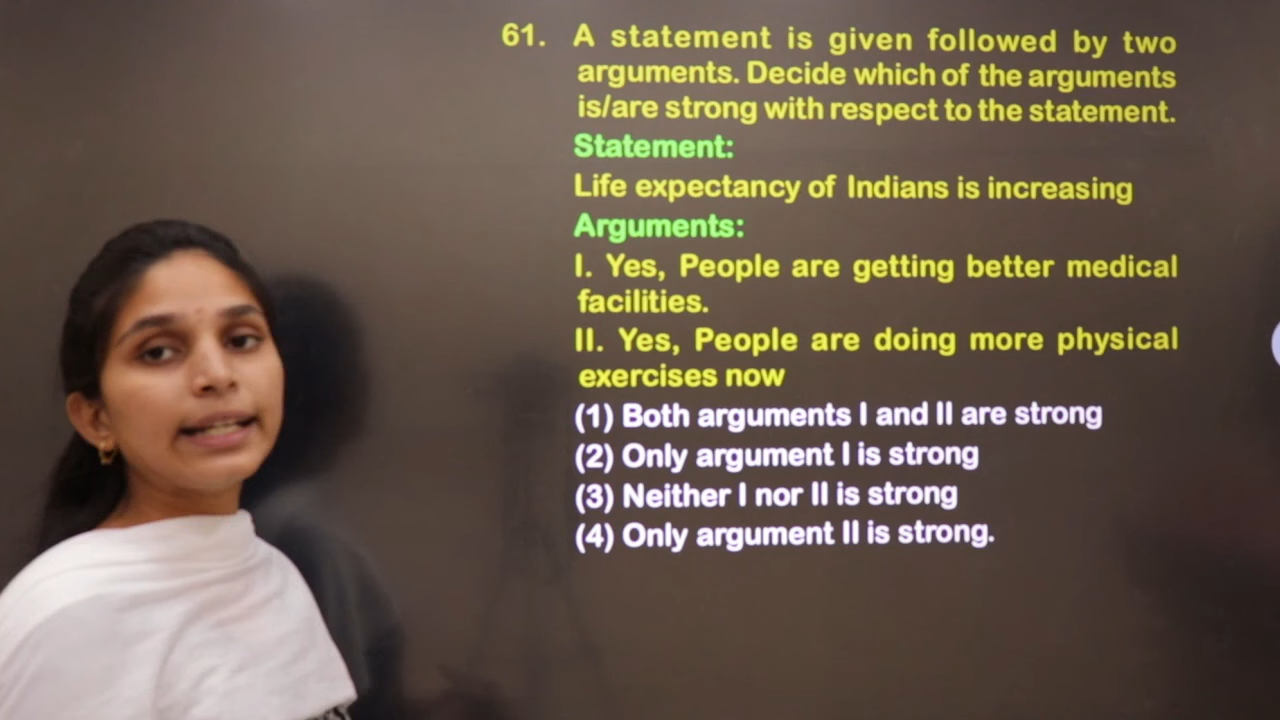 61. A statement is given followed by two
arguments. Decide which of the arguments
is/are strong with respect to the statement.
Statement:
Life expectancy of Indians is increasing
Arguments:
I. Yes, People are getting better medical
facilities.
II. Yes, People are doing more physical
exercises now
(1) Both arguments I and II are strong
(2) Only argument I is strong
(3) Neither I nor II is strong
(4) Only argument II is strong.